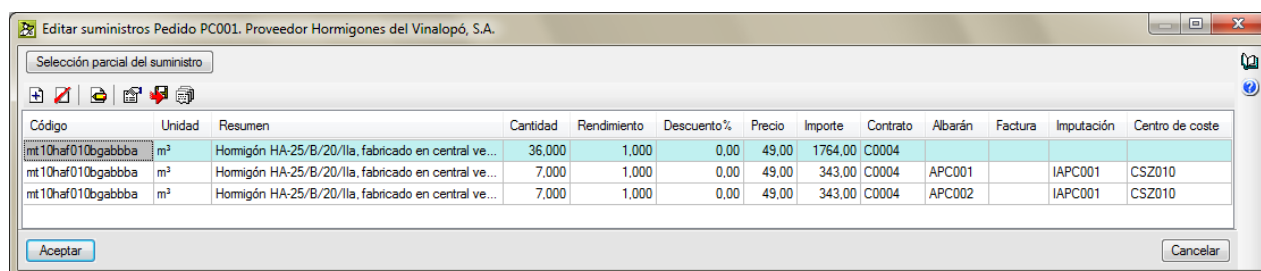 Editar suministros Pedido PC001. Proveedor Hormigones del Vinalopó, S.A.
Selección parcial del suministro
Código Unidad Resumen Cantidad Rendimiento Descuento% Precio Importe Contrato Albarán Factura Imputación Centro de coste
mt10haf010bgabbba m³ Hormigón HA-25/B/20/IIa, fabricado en central ve... 36,000 1,000 0,00 49,00 1764,00 C0004
mt10haf010bgabbba m³ Hormigón HA-25/B/20/IIa, fabricado en central ve... 7,000 1,000 0,00 49,00 343,00 C0004 APC001 IAPC001 CSZ010
mt10haf010bgabbba m³ Hormigón HA-25/B/20/IIa, fabricado en central ve... 7,000 1,000 0,00 49,00 343,00 C0004 APC002 IAPC001 CSZ010
Aceptar Cancelar